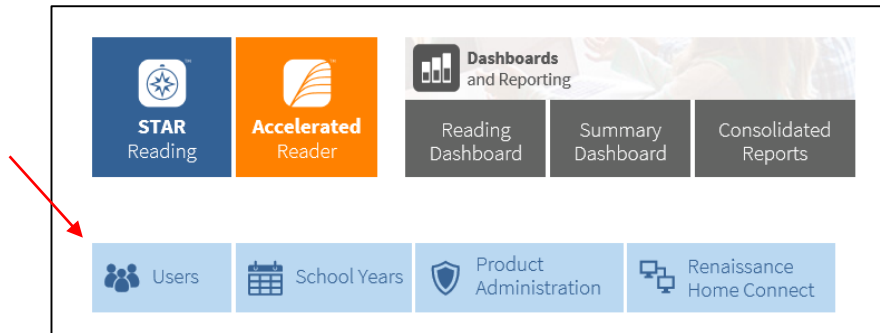 STAR
Reading
Accelerated
Reader
Dashboards
and Reporting
Reading
Dashboard
Summary
Dashboard
Consolidated
Reports
Users
School Years
Product
Administration
Renaissance
Home Connect